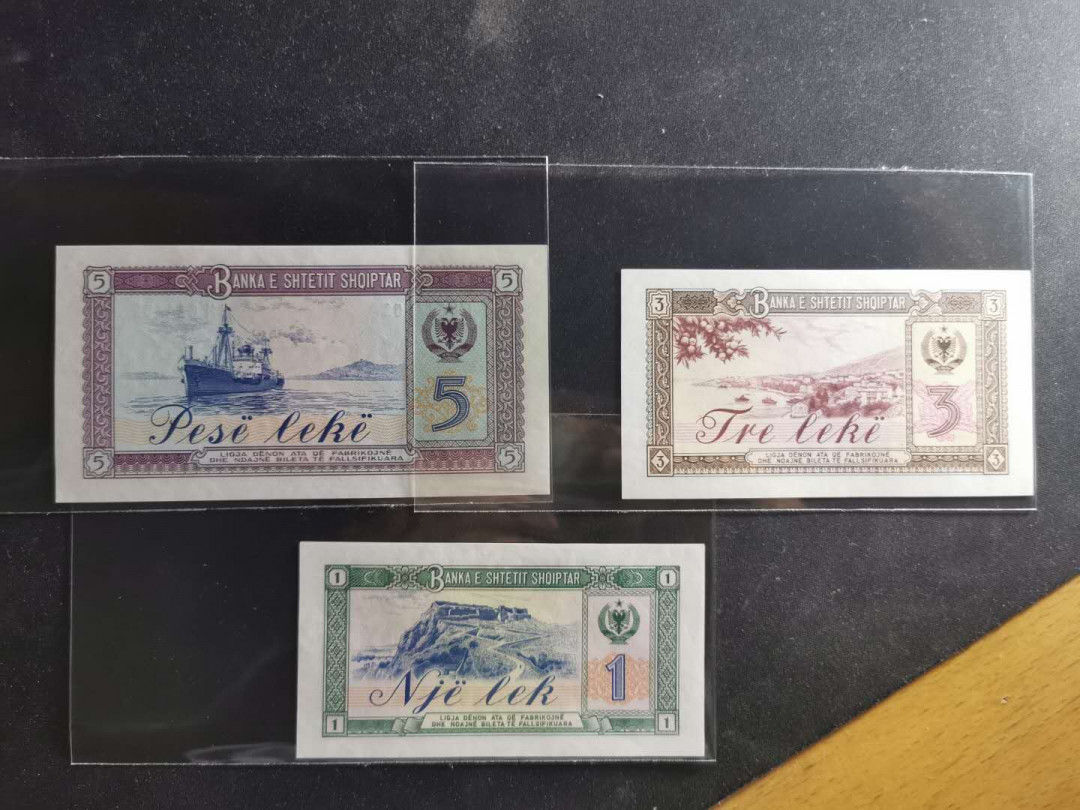 5 BANKA E SHTETIT SHQIPTAR 5
5
Pesë lekë
5 LIGJA DËNON ATA QË FABRIKOJNË 5
DHE NDAJNË BILETA TË FALLSIFIKUARA
3 BANKA E SHTETIT SHQIPTAR 3
3
Tre lekë
3 LIGJA DËNON ATA QË FABRIKOJNË 3
DHE NDAJNË BILETA TË FALLSIFIKUARA
1 BANKA E SHTETIT SHQIPTAR 1
1
Një lek
1 LIGJA DËNON ATA QË FABRIKOJNË 1
DHE NDAJNË BILETA TË FALLSIFIKUARA